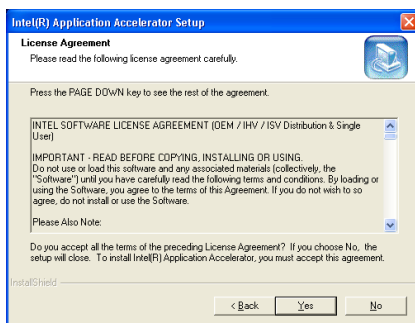 Intel(R) Application Accelerator Setup
License Agreement
Please read the following license agreement carefully.
Press the PAGE DOWN key to see the rest of the agreement.
INTEL SOFTWARE LICENSE AGREEMENT (OEM / IHV / ISV Distribution & Single
User)
IMPORTANT - READ BEFORE COPYING, INSTALLING OR USING.
Do not use or load this software and any associated materials (collectively, the
"Software") until you have carefully read the following terms and conditions. By loading or
using the Software, you agree to the terms of this Agreement. If you do not wish to so
agree, do not install or use the Software.
Please Also Note:
Do you accept all the terms of the preceding License Agreement? If you choose No, the
setup will close. To install Intel(R) Application Accelerator, you must accept this agreement.
InstallShield
< Back Yes No